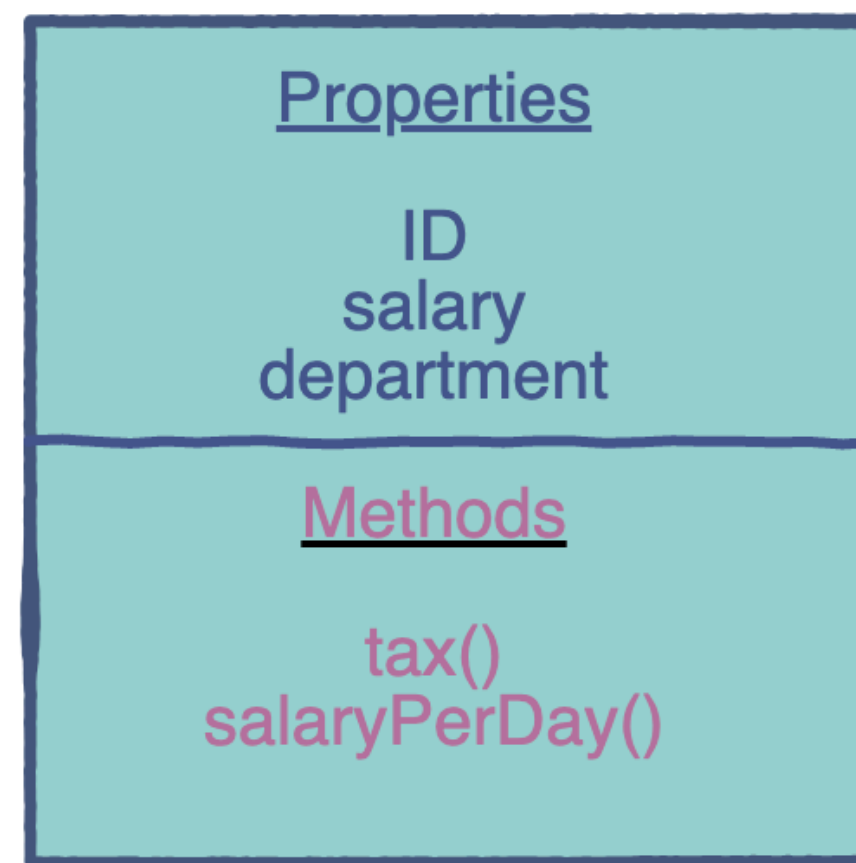 Properties
ID
salary
department
Methods
tax()
salaryPerDay()